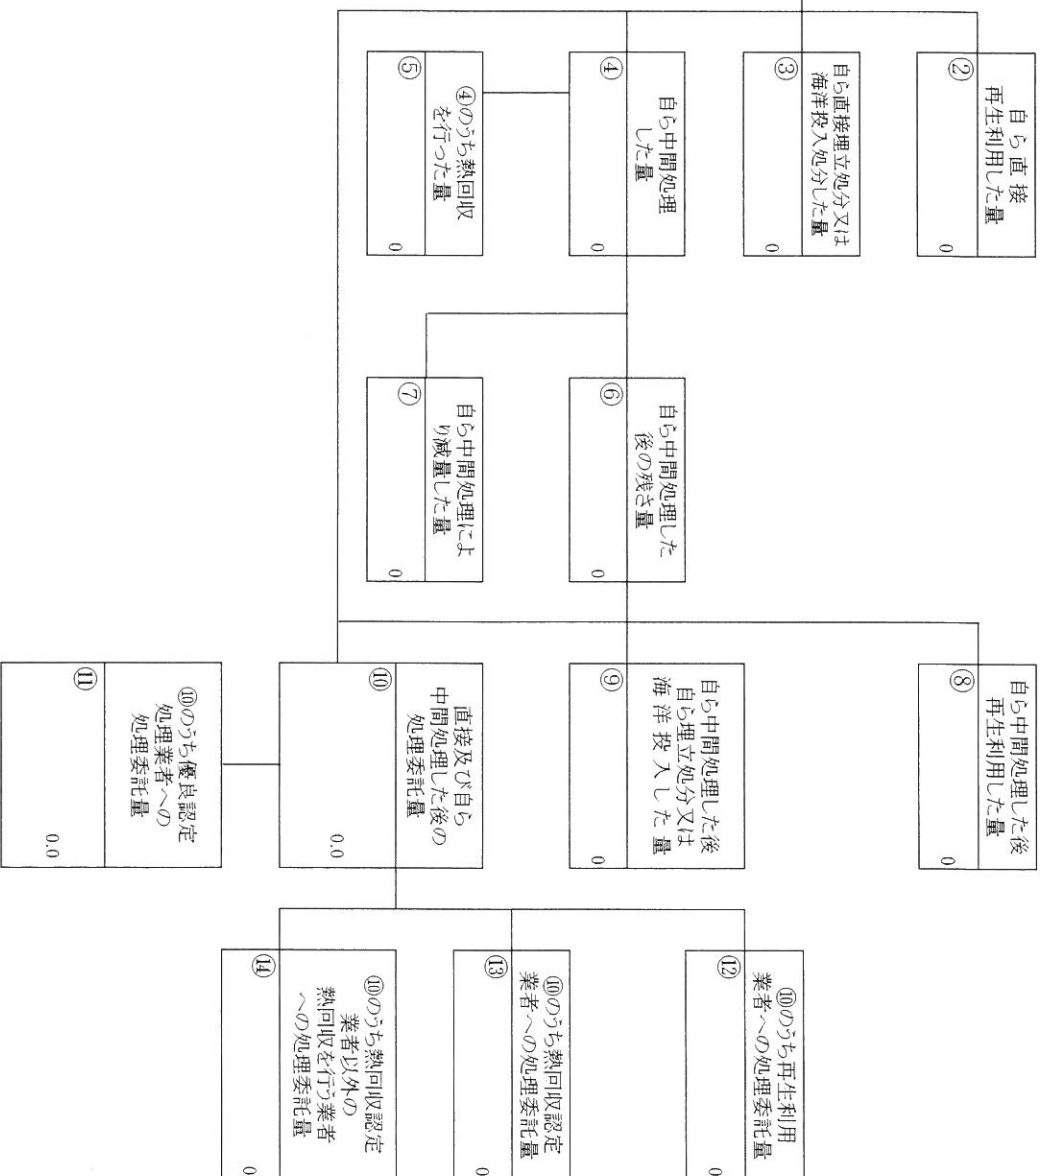 自ら直接
再生利用した量
②
0
自ら直接埋立処分又は
海洋投入処分した量
③
0
自ら中間処理
した量
④
0
④のうち熱回収
を行った量
⑤
0
自ら中間処理した
後の残さ量
⑥
0
自ら中間処理によ
り減量した量
⑦
0
自ら中間処理した後
再生利用した量
⑧
0
自ら中間処理した後
自ら埋立処分又は
海洋投入した量
⑨
0
直接及び自ら
中間処理した後の
処理委託量
⑩
0.0
⑩のうち優良認定
処理業者への
処理委託量
⑪
0.0
⑩のうち再生利用
業者への処理委託量
⑫
0
⑩のうち熱回収認定
業者への処理委託量
⑬
0
⑩のうち熱回収認定
業者以外の
熱回収を行う業者
への処理委託量
⑭
0